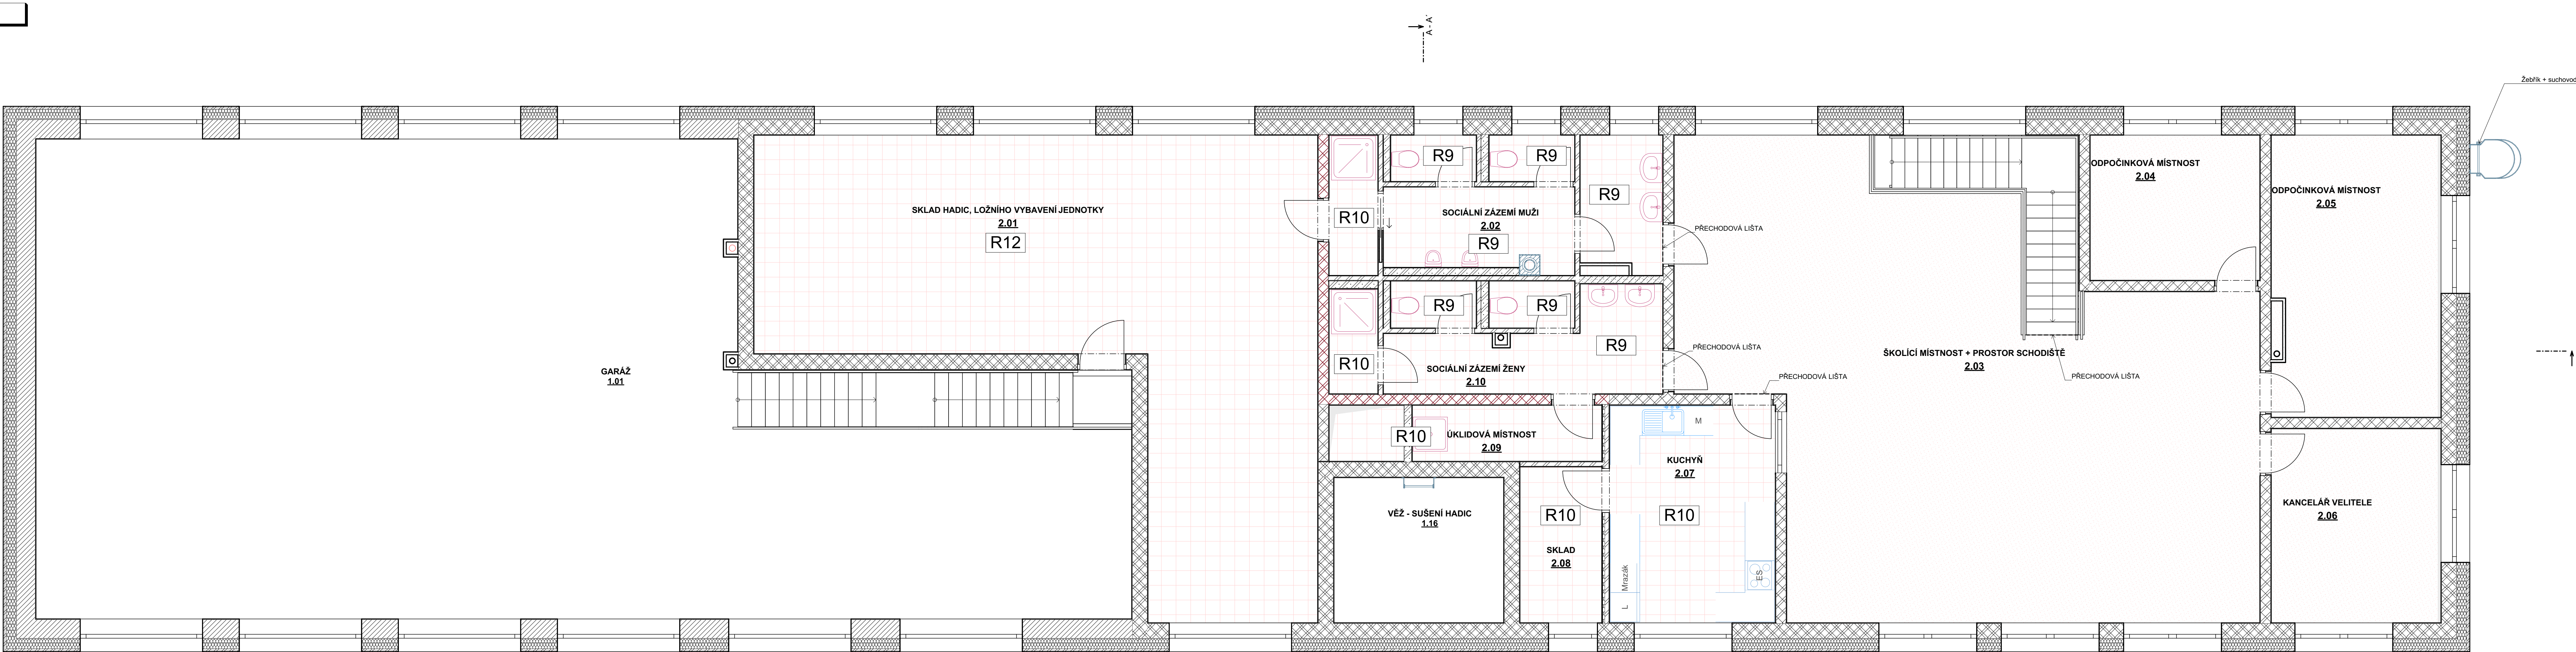 A - A'
Žebřík + suchovod
ODPOČINKOVÁ MÍSTNOST
2.04
ODPOČINKOVÁ MÍSTNOST
2.05
SKLAD HADIC, LOŽNÍHO VYBAVENÍ JEDNOTKY
2.01
R12
R10
R9
R9
R9
SOCIÁLNÍ ZÁZEMÍ MUŽI
2.02
R9
PŘECHODOVÁ LIŠTA
R9
R9
R9
R10
SOCIÁLNÍ ZÁZEMÍ ŽENY
2.10
PŘECHODOVÁ LIŠTA
PŘECHODOVÁ LIŠTA
ŠKOLÍCÍ MÍSTNOST + PROSTOR SCHODIŠTĚ
2.03
PŘECHODOVÁ LIŠTA
GARÁŽ
1.01
R10
ÚKLIDOVÁ MÍSTNOST
2.09
M
KUCHYŇ
2.07
R10
KANCELÁŘ VELITELE
2.06
VĚŽ - SUŠENÍ HADIC
1.16
R10
SKLAD
2.08
Mrazák
L
ES